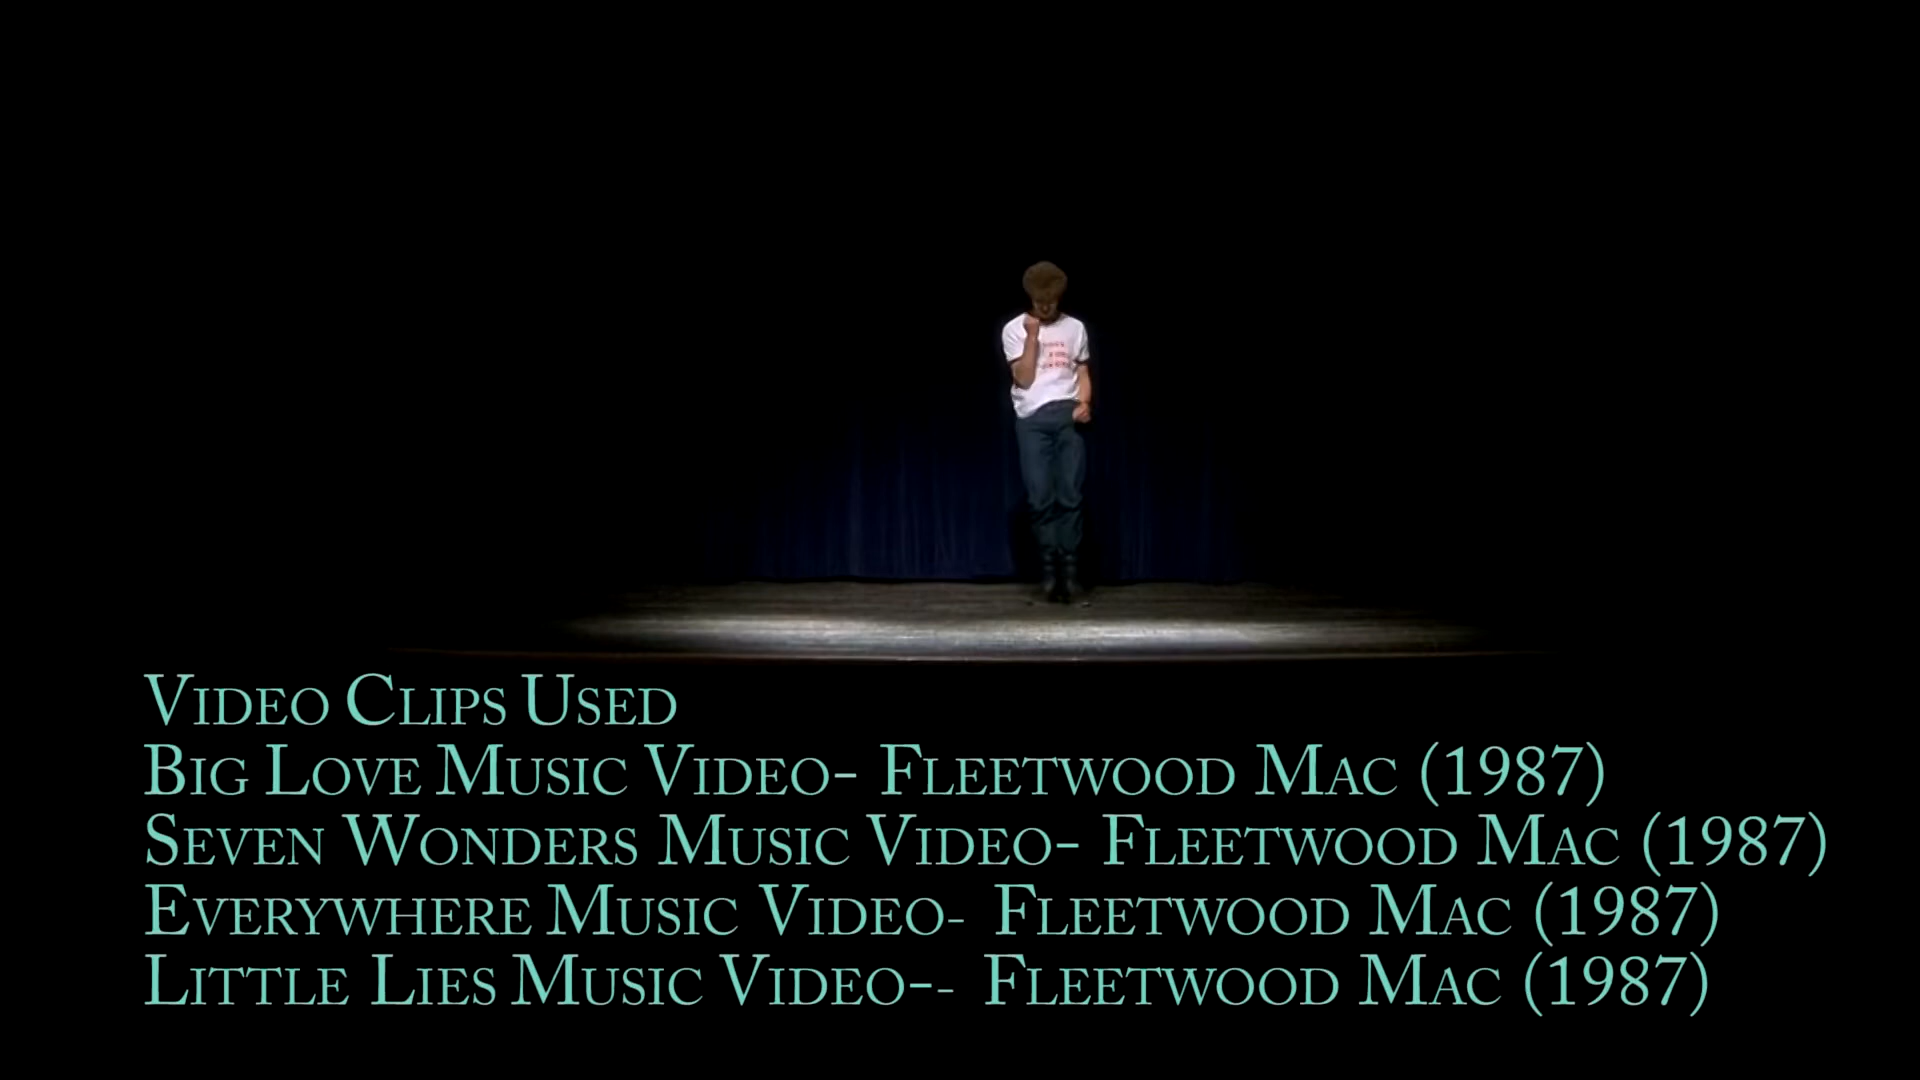 Video Clips Used
Big Love Music Video- Fleetwood Mac (1987)
Seven Wonders Music Video- Fleetwood Mac (1987)
Everywhere Music Video- Fleetwood Mac (1987)
Little Lies Music Video-- Fleetwood Mac (1987)